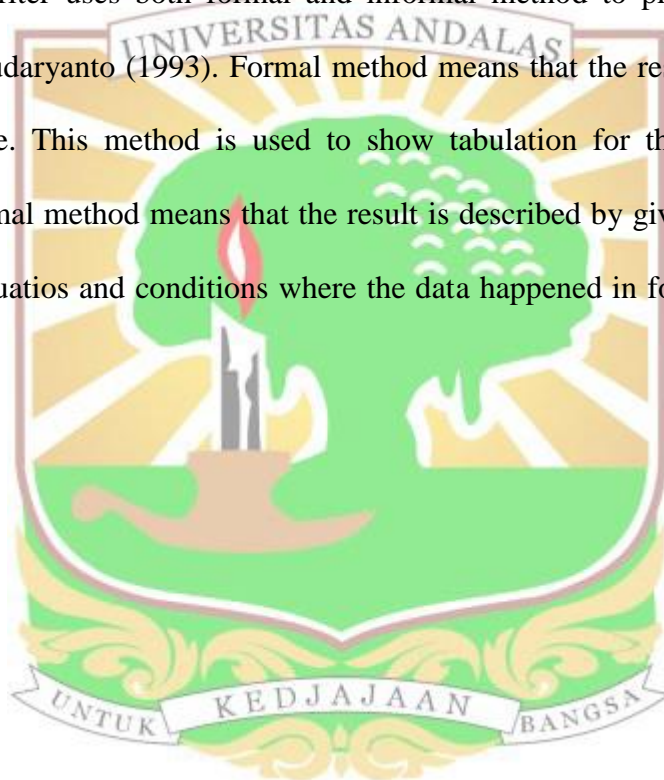 riter uses both formal and informal method to p
UNIVERSITAS ANDALAS
udaryanto (1993). Formal method means that the re
e. This method is used to show tabulation for th
mal method means that the result is described by giv
uatios and conditions where the data happened in fo
UNTUK KEDJAJAAN BANGSA